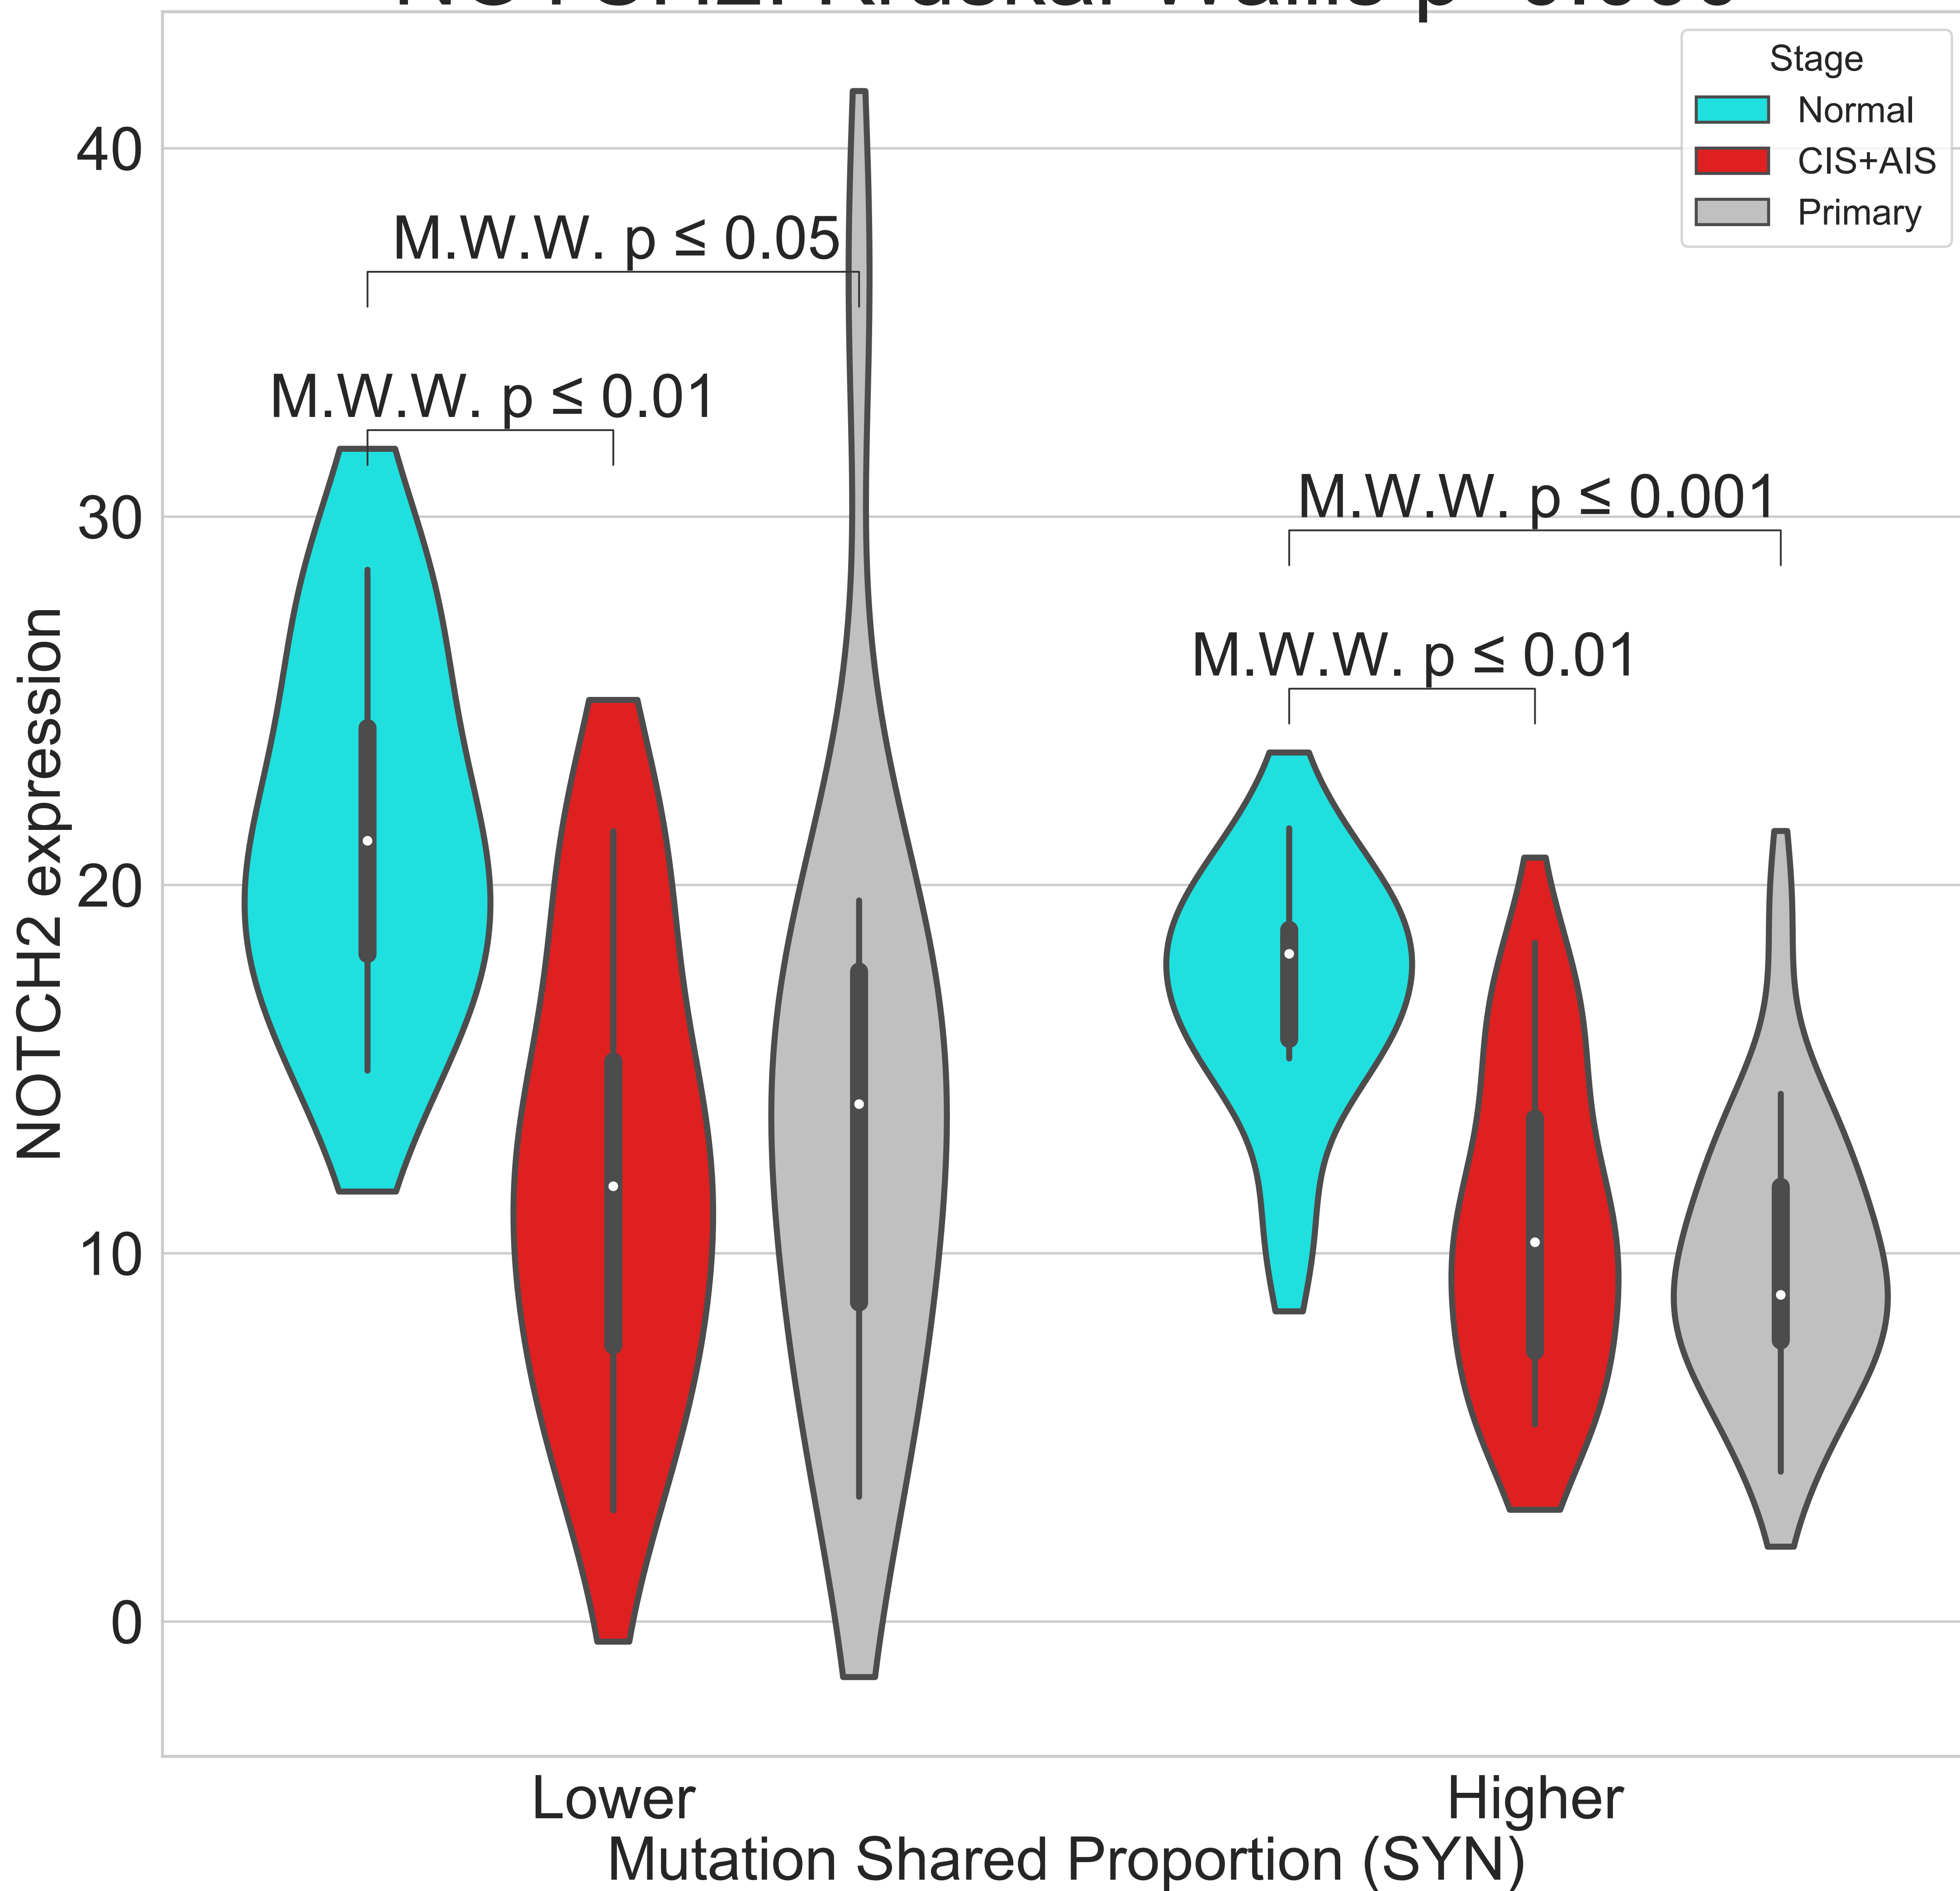 Stage
Normal
CIS+AIS
Primary
40
30
20
10
0
NOTCH2 expression
M.W.W. p ≤ 0.05
M.W.W. p ≤ 0.01
M.W.W. p ≤ 0.001
M.W.W. p ≤ 0.01
Lower
Higher
Mutation Shared Proportion (SYN)